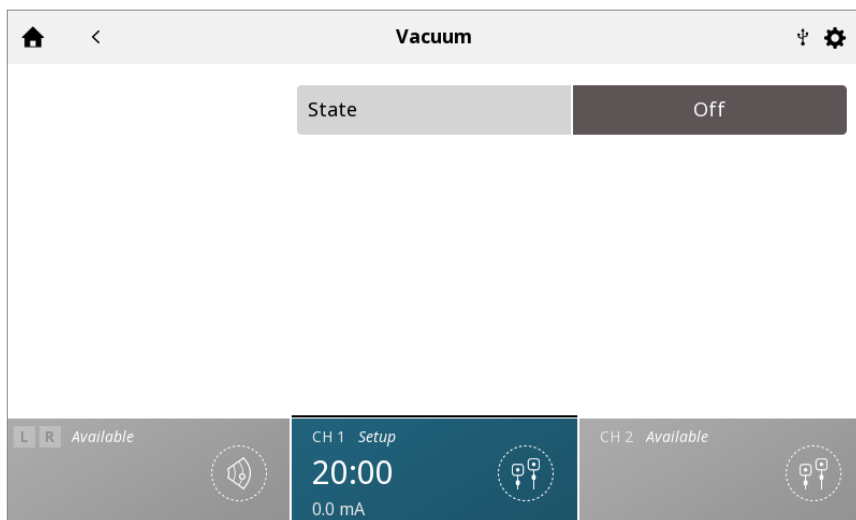 Vacuum
State Off
L R Available
CH 1 Setup
20:00
0.0 mA
CH 2 Available